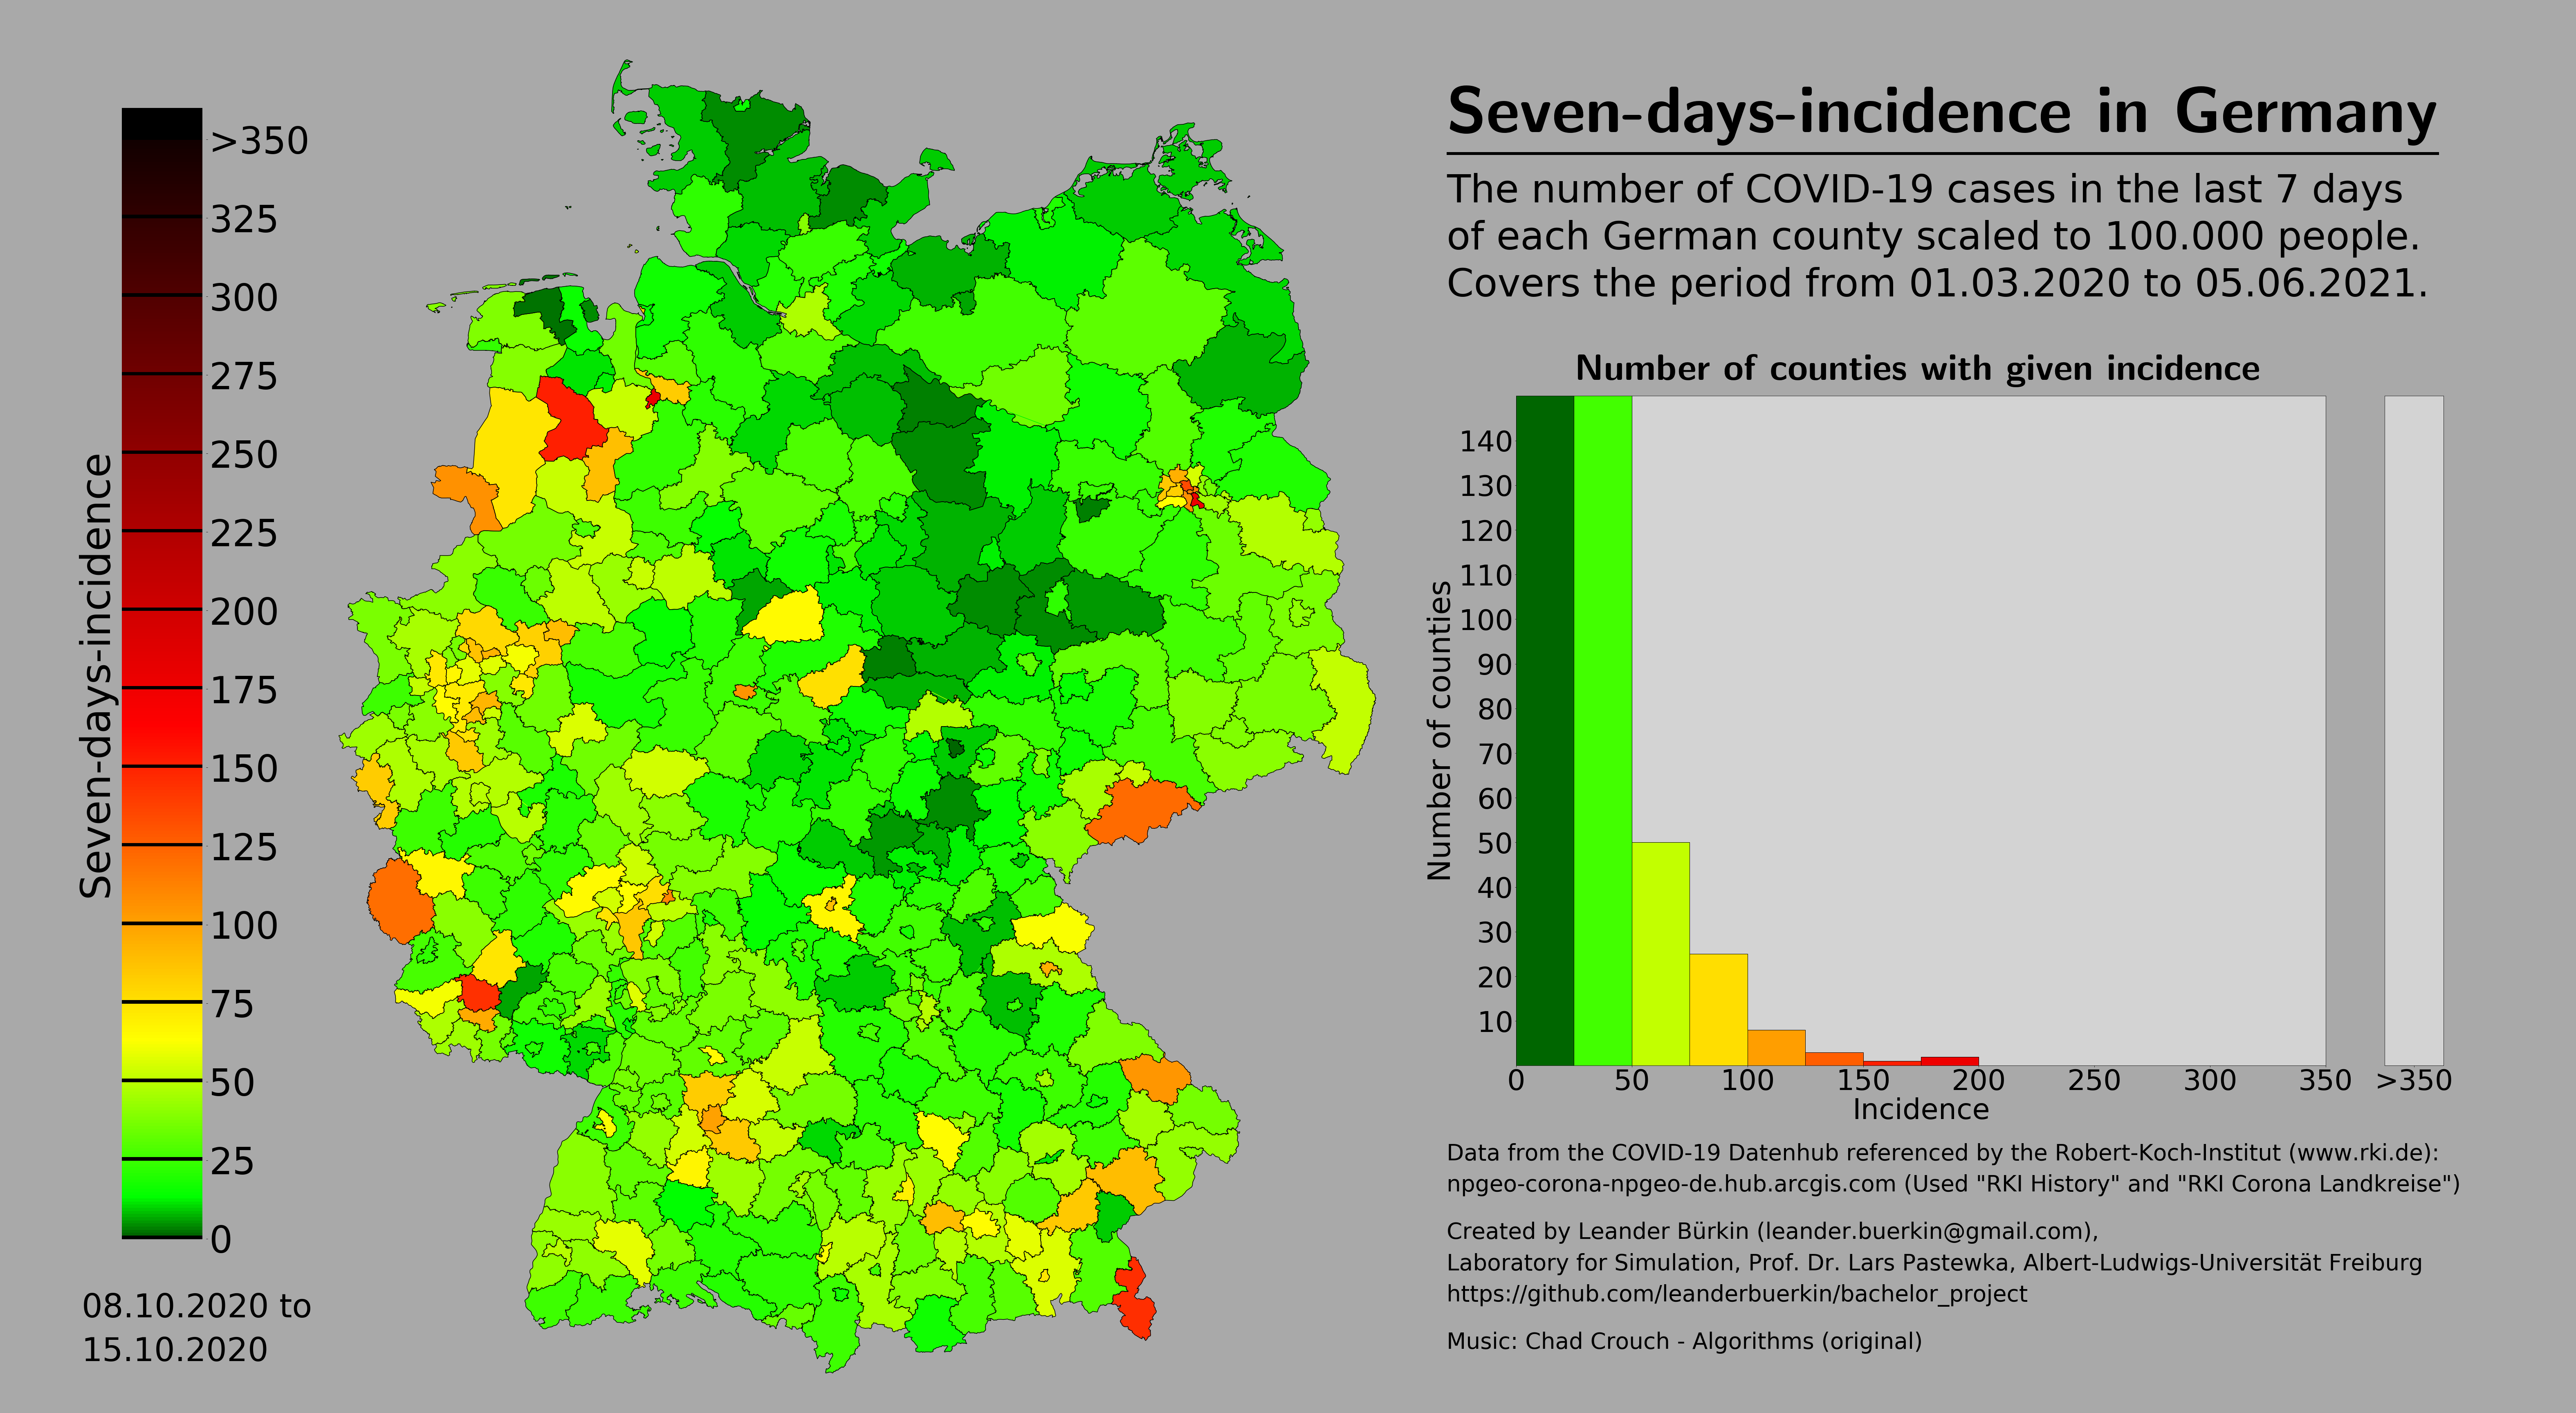 Seven-days-incidence
>350
325
300
275
250
225
200
175
150
125
100
75
50
25
0
08.10.2020 to
15.10.2020
Seven-days-incidence in Germany
The number of COVID-19 cases in the last 7 days
of each German county scaled to 100.000 people.
Covers the period from 01.03.2020 to 05.06.2021.
Number of counties with given incidence
Number of counties
140
130
120
110
100
90
80
70
60
50
40
30
20
10
0 50 100 150 200 250 300 350 >350
Incidence
Data from the COVID-19 Datenhub referenced by the Robert-Koch-Institut (www.rki.de):
npgeo-corona-npgeo-de.hub.arcgis.com (Used "RKI History" and "RKI Corona Landkreise")
Created by Leander Bürkin (leander.buerkin@gmail.com),
Laboratory for Simulation, Prof. Dr. Lars Pastewka, Albert-Ludwigs-Universität Freiburg
https://github.com/leanderbuerkin/bachelor_project
Music: Chad Crouch - Algorithms (original)